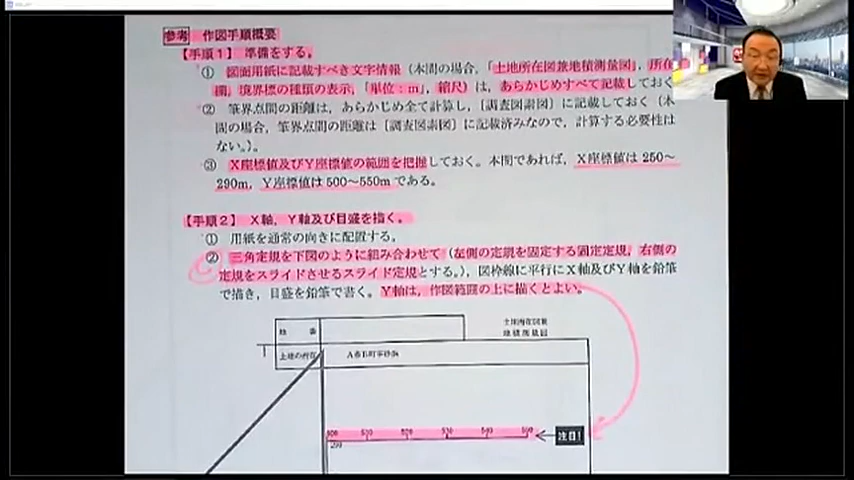 参考 作図手順概要
【手順1】 準備をする。
① 図面用紙に記載すべき文字情報（本問の場合，「土地所在図兼地積測量図」，所在
欄，境界標の種類の表示，「単位：m」，縮尺）は，あらかじめすべて記載しておく
② 筆界点間の距離は，あらかじめ全て計算し，〔調査図素図〕に記載しておく（本
問の場合，筆界点間の距離は〔調査図素図〕に記載済みなので，計算する必要性は
ない。）。
③ X座標値及びY座標値の範囲を把握しておく。本問であれば，X座標値は250～
290m，Y座標値は500～550mである。
【手順2】 X軸，Y軸及び目盛を描く。
① 用紙を通常の向きに配置する。
② 三角定規を下図のように組み合わせて（左側の定規を固定する固定定規，右側の
定規をスライドさせるスライド定規とする。），図枠線に平行にX軸及びY軸を鉛筆
で描き，目盛を鉛筆で書く。Y軸は，作図範囲の上に描くとよい。
地 番
土地所在図兼
地積測量図
土地の所在 A市B町字砂浜
500 510 520 530 540 550
290
注目！